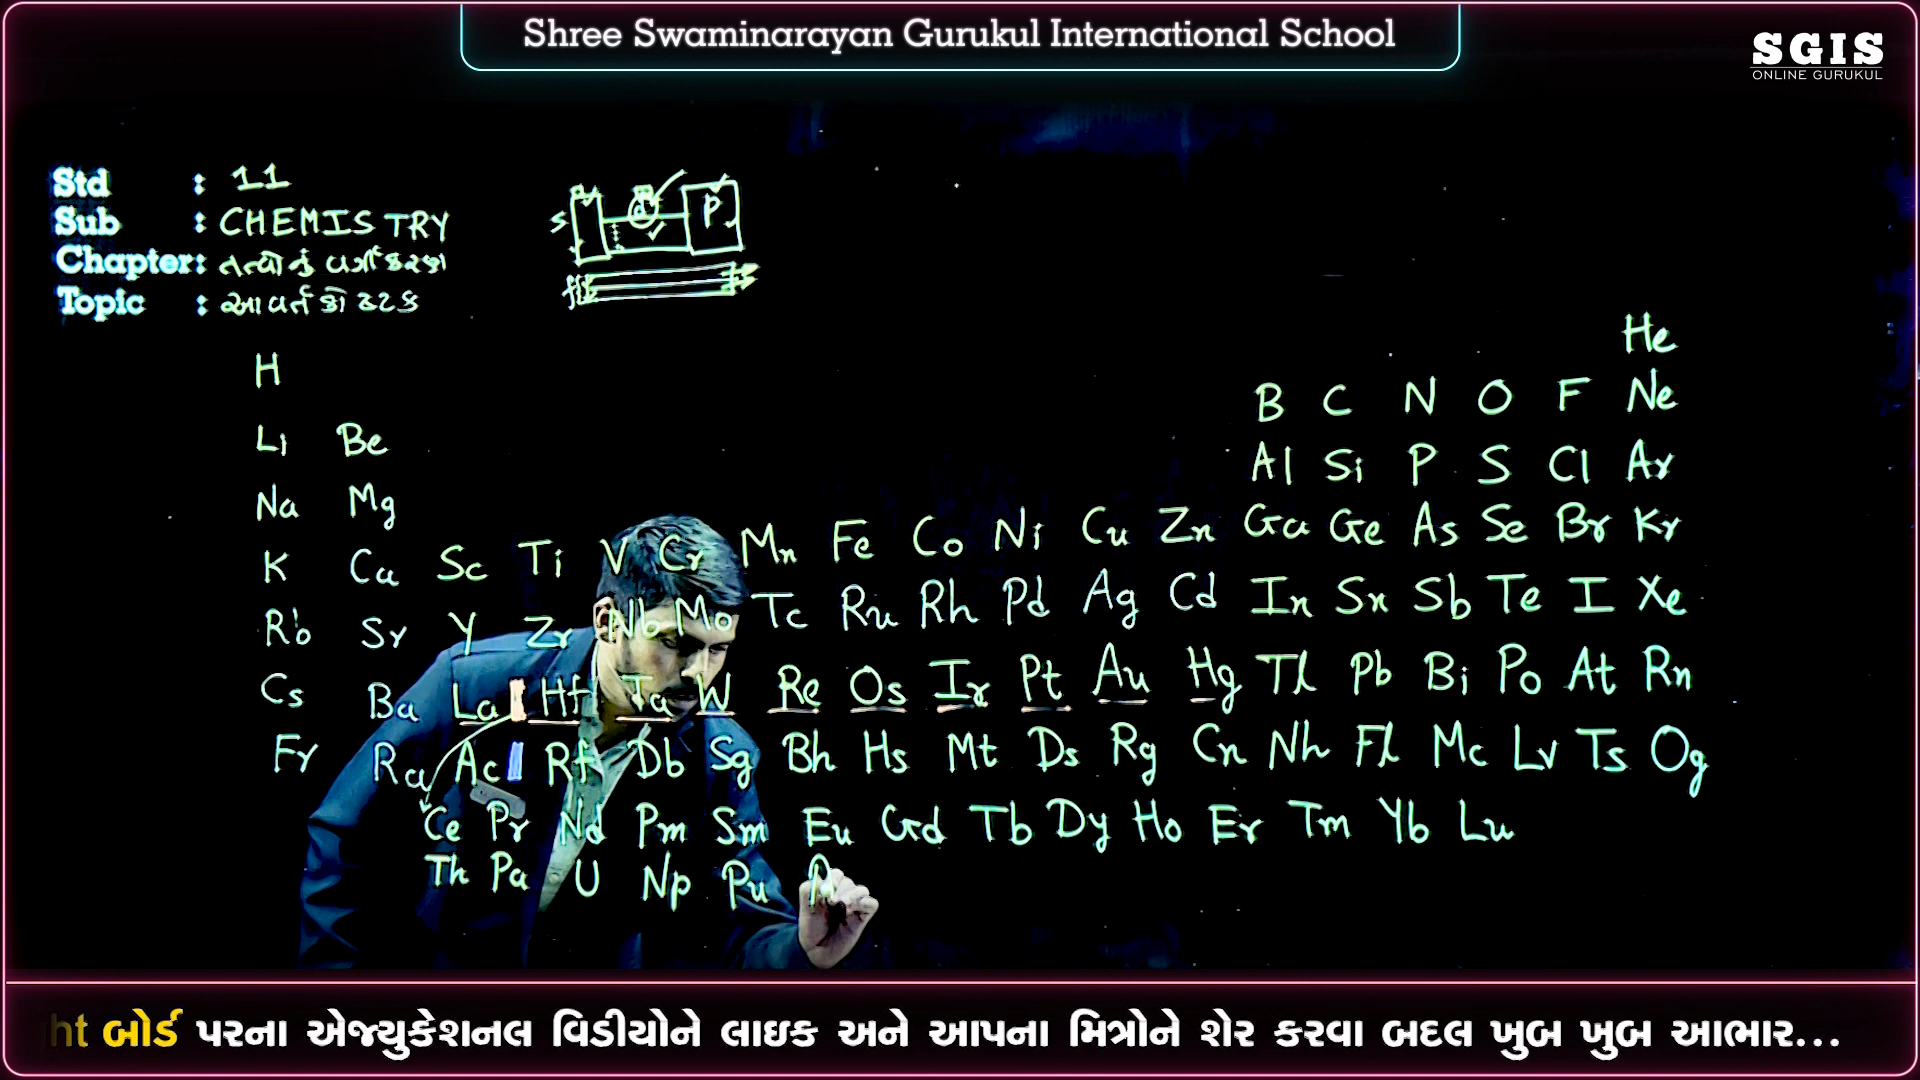 Shree Swaminarayan Gurukul International School
SGIS
ONLINE GURUKUL
Std : 11
Sub : CHEMISTRY
Chapter: તત્વોનું વર્ગીકરણ
Topic : આવર્ત કોષ્ટક
S d P
f
He
H
B C N O F Ne
Li Be
Al Si P S Cl Ar
Na Mg
K Ca Sc Ti V Cr Mn Fe Co Ni Cu Zn Ga Ge As Se Br Kr
Rb Sr Y Zr Nb Mo Tc Ru Rh Pd Ag Cd In Sn Sb Te I Xe
Cs Ba La Hf Ta W Re Os Ir Pt Au Hg Tl Pb Bi Po At Rn
Fr Ra Ac Rf Db Sg Bh Hs Mt Ds Rg Cn Nh Fl Mc Lv Ts Og
Ce Pr Nd Pm Sm Eu Gd Tb Dy Ho Er Tm Yb Lu
Th Pa U Np Pu A
ht બોર્ડ પરના એજ્યુકેશનલ વિડીયોને લાઇક અને આપના મિત્રોને શેર કરવા બદલ ખુબ ખુબ આભાર...